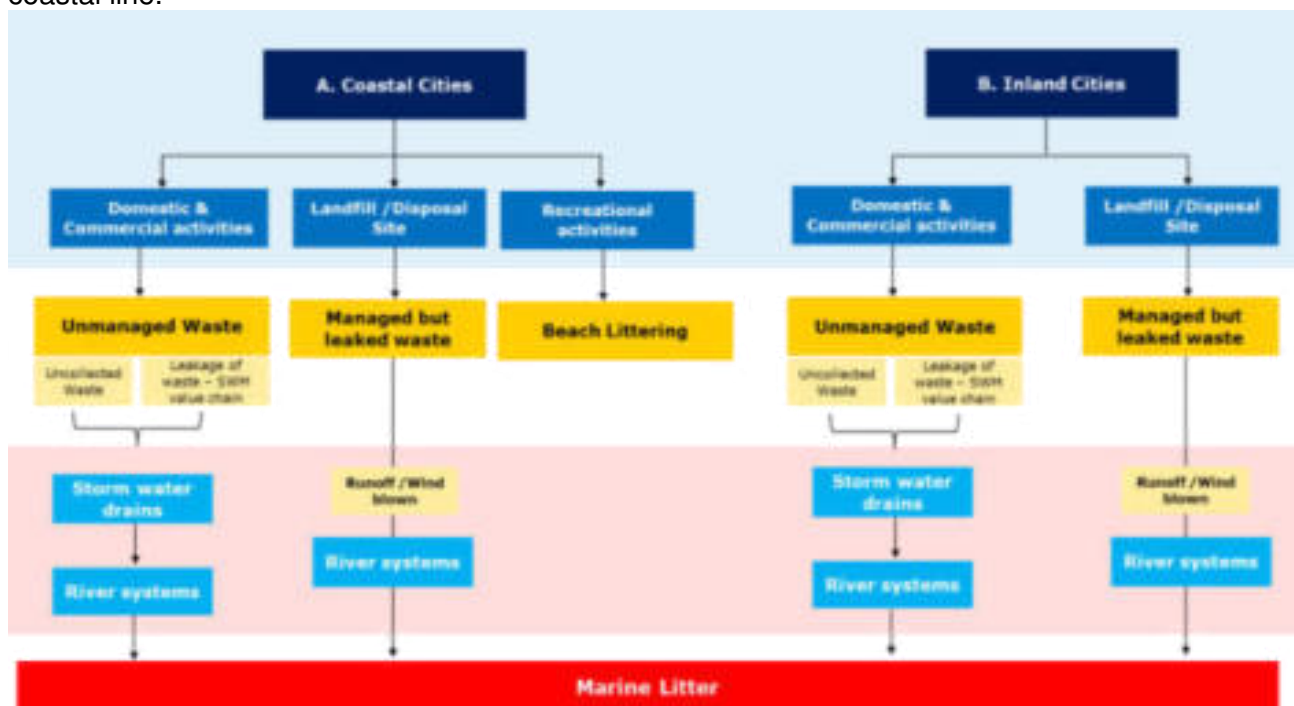 coastal line.
A. Coastal Cities
B. Inland Cities
Domestic &
Commercial activities
Landfill /Disposal
Site
Recreational
activities
Domestic &
Commercial activities
Landfill /Disposal
Site
Unmanaged Waste
Managed but
leaked waste
Beach Littering
Unmanaged Waste
Managed but
leaked waste
Uncollected
Waste
Leakage of
waste – SWM
value chain
Uncollected
Waste
Leakage of
waste – SWM
value chain
Storm water
drains
Runoff /Wind
blown
Storm water
drains
Runoff /Wind
blown
River systems
River systems
River systems
River systems
Marine Litter